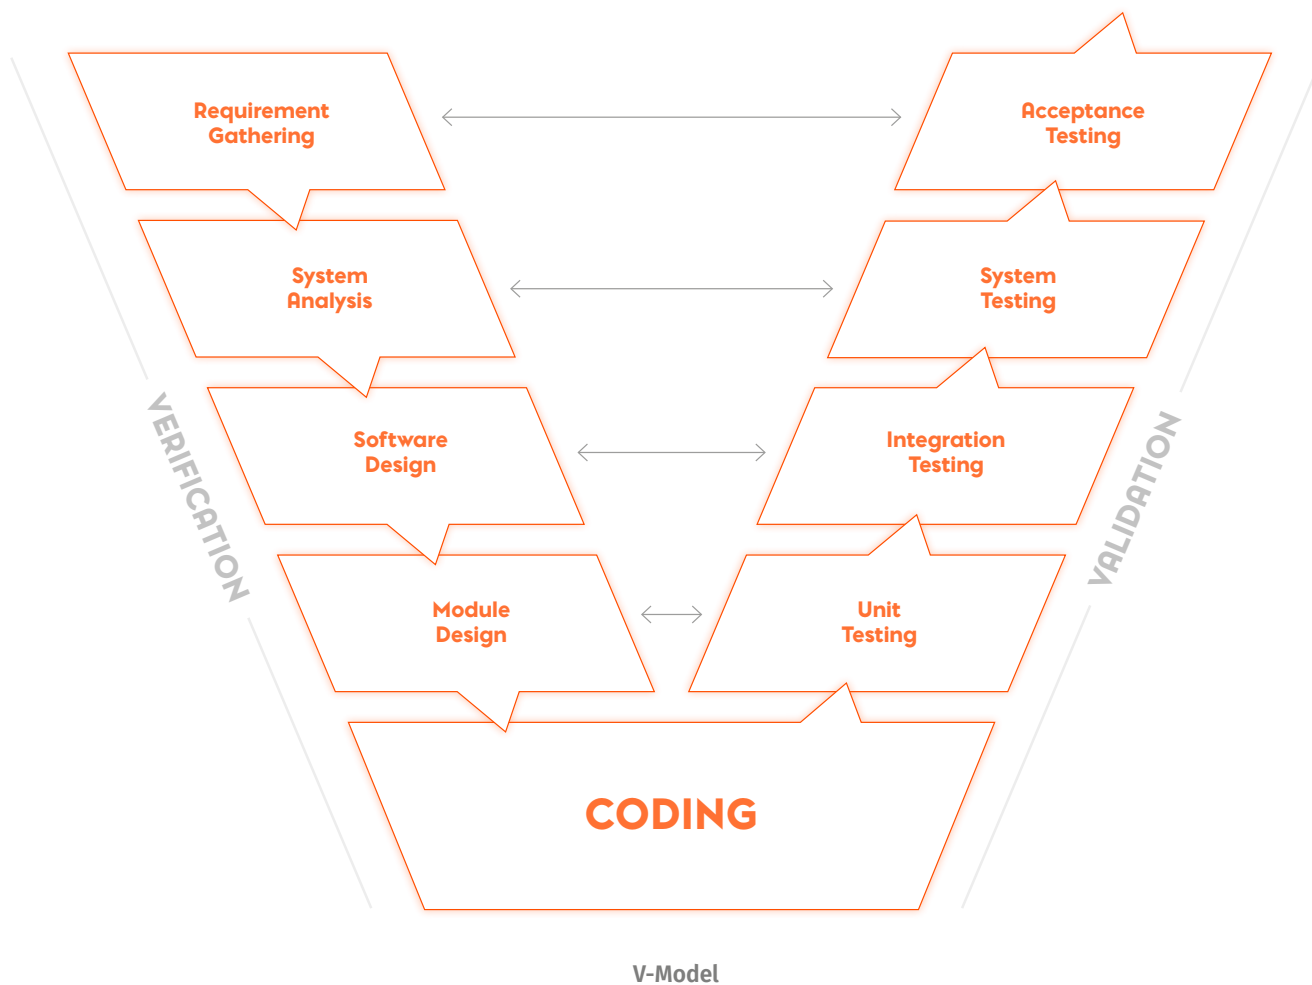 Requirement
Gathering
Acceptance
Testing
System
Analysis
System
Testing
VERIFICATION
Software
Design
Integration
Testing
VALIDATION
Module
Design
Unit
Testing
CODING
V-Model